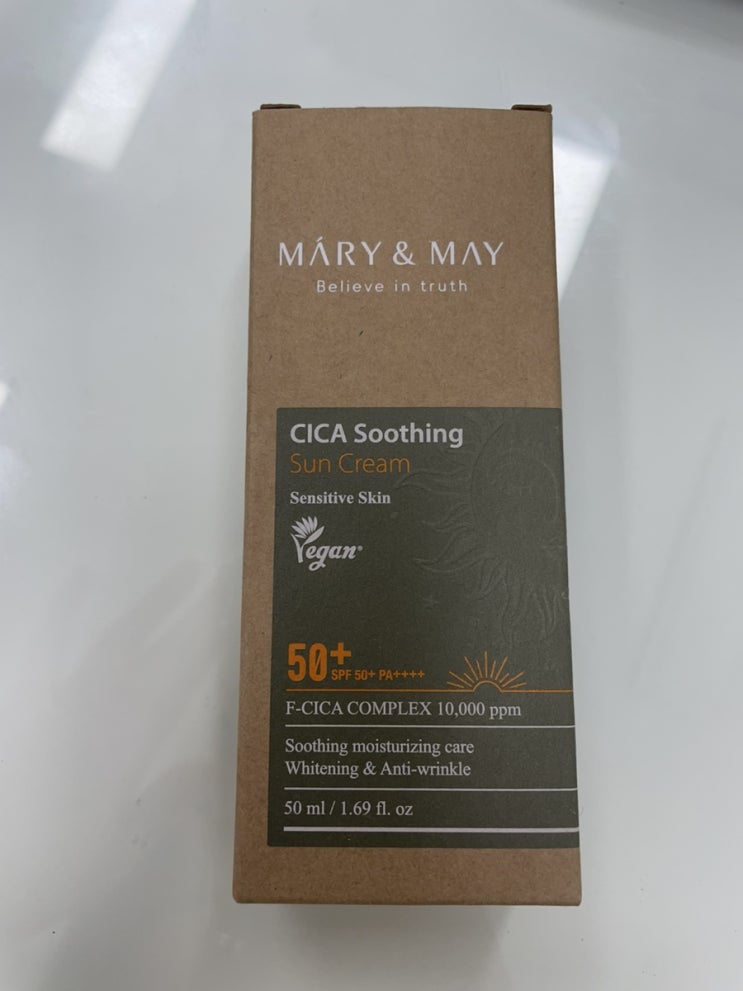 MÁRY & MAY
Believe in truth
CICA Soothing
Sun Cream
Sensitive Skin
Vegan®
50+
SPF 50+ PA++++
F-CICA COMPLEX 10,000 ppm
Soothing moisturizing care
Whitening & Anti-wrinkle
50 ml / 1.69 fl. oz